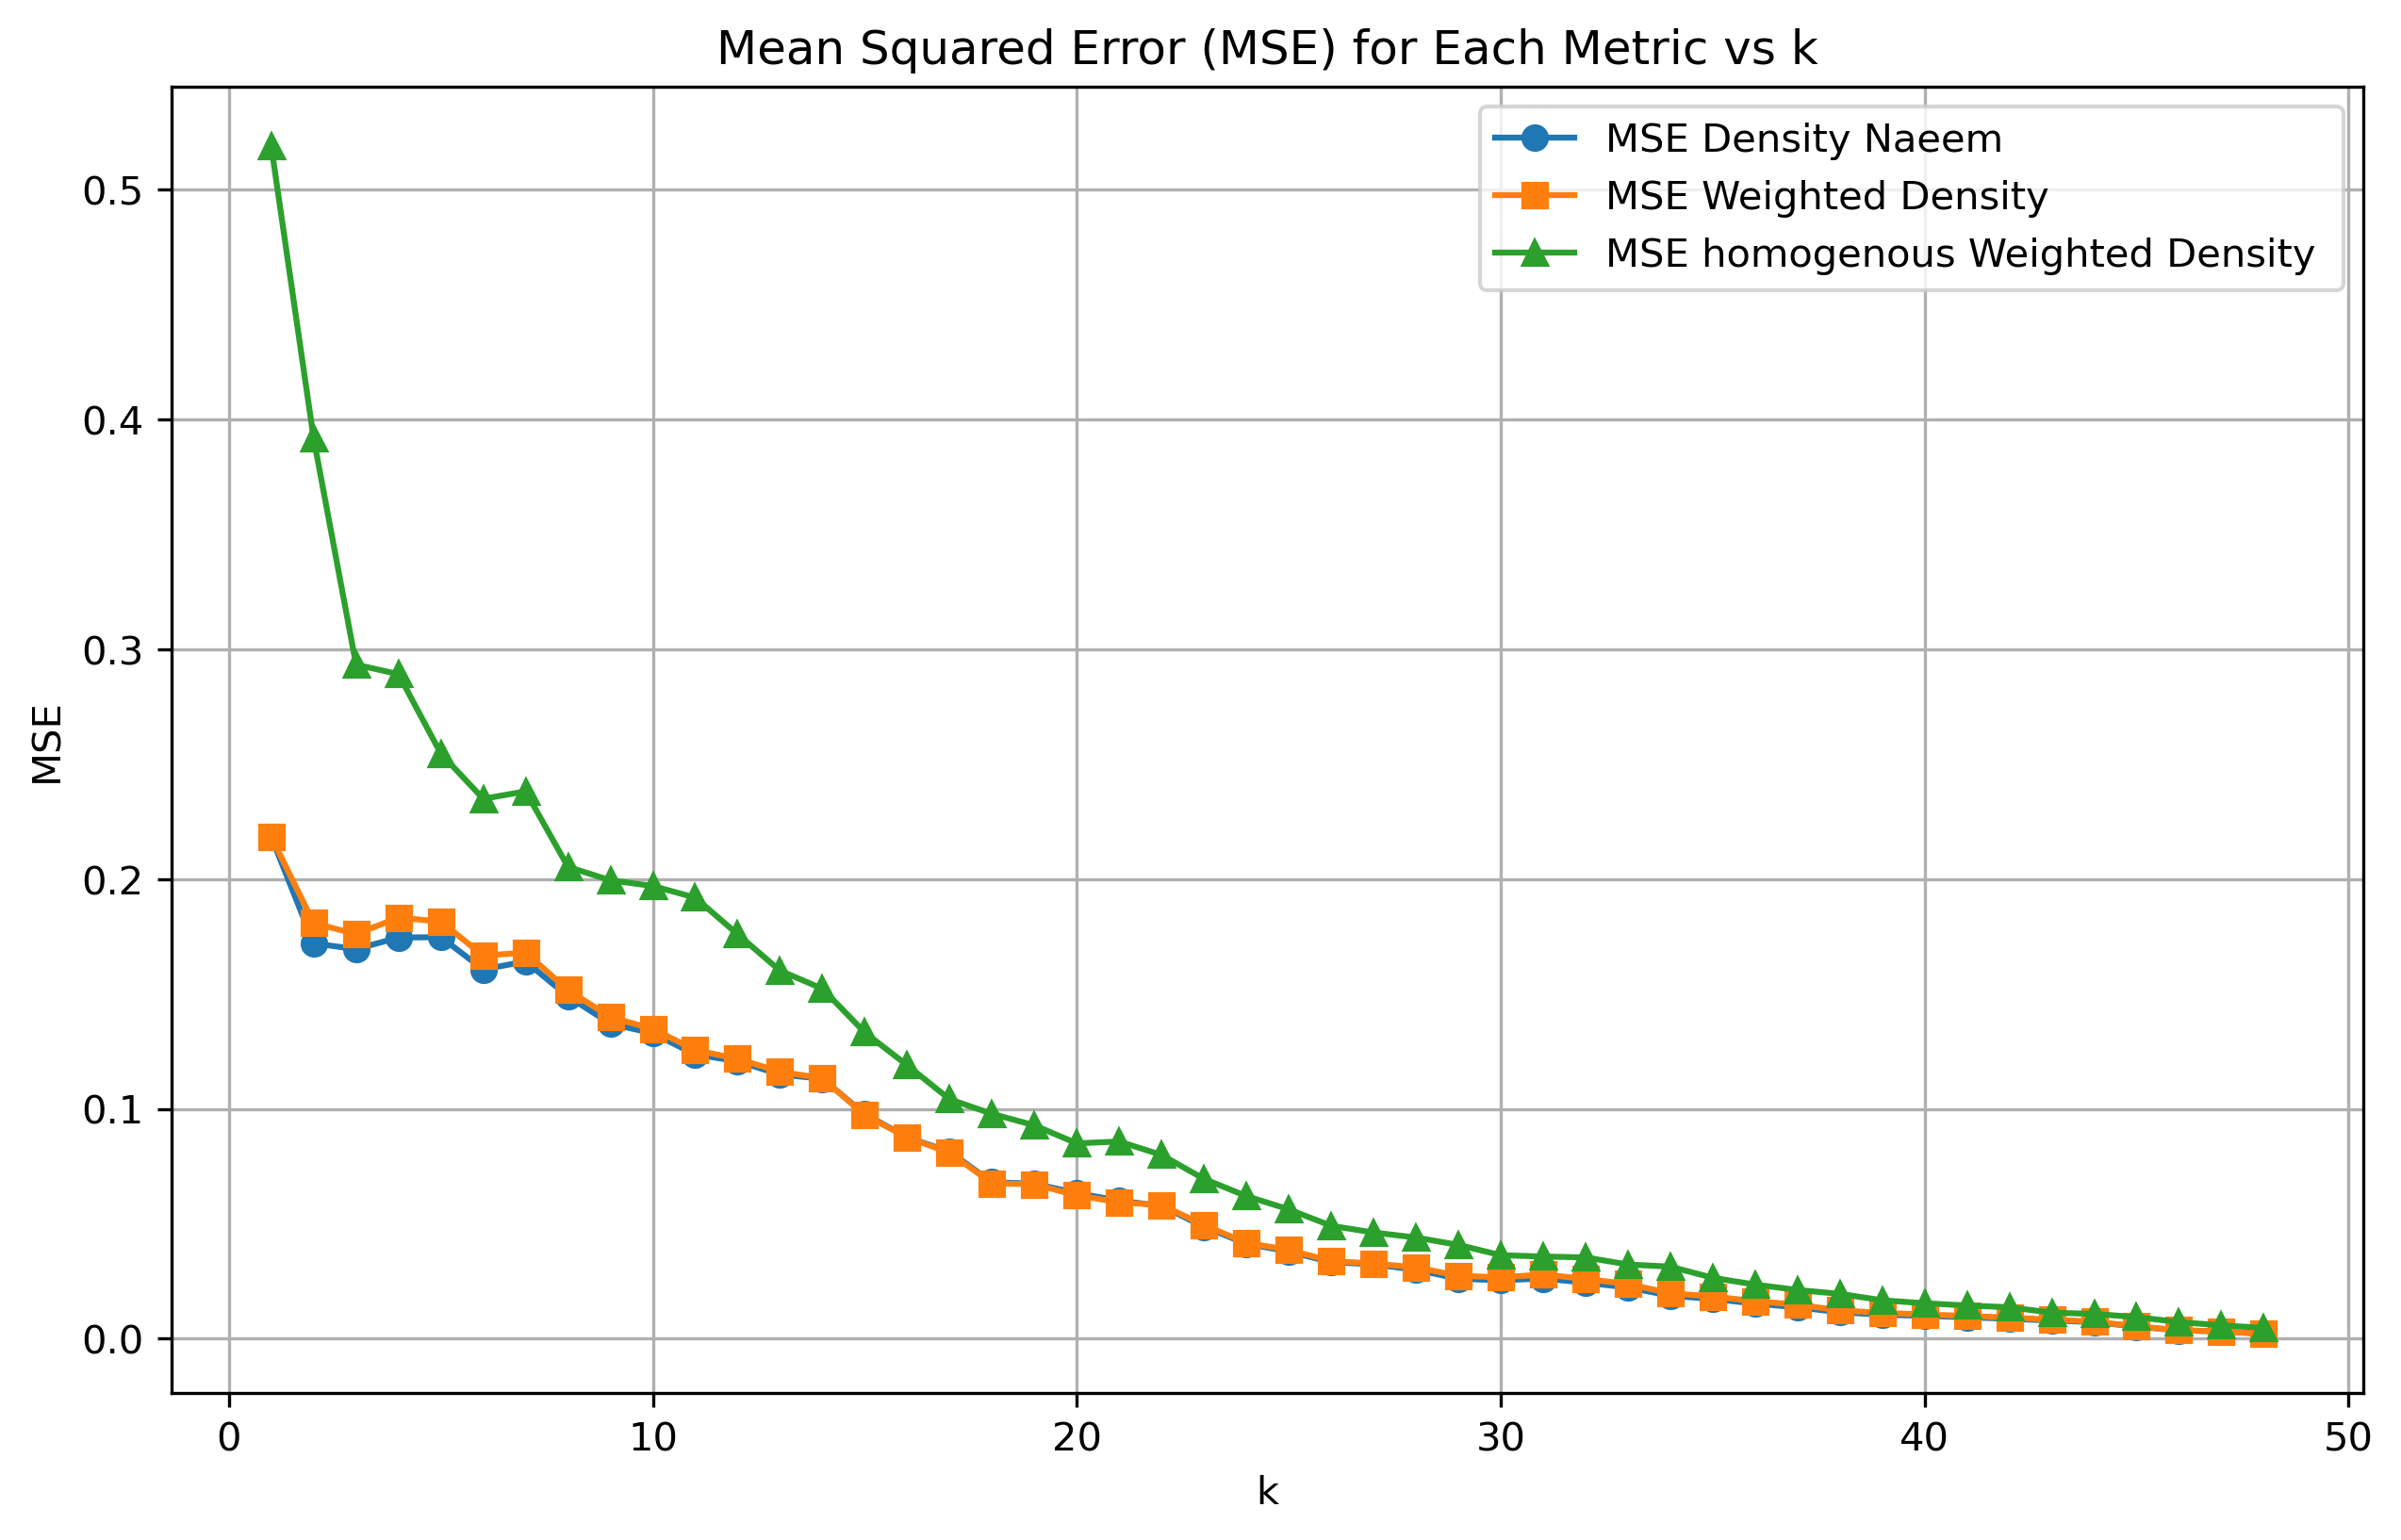 Mean Squared Error (MSE) for Each Metric vs k
MSE Density Naeem
MSE Weighted Density
MSE homogenous Weighted Density
MSE
0.5
0.4
0.3
0.2
0.1
0.0
0
10
20
30
40
50
k